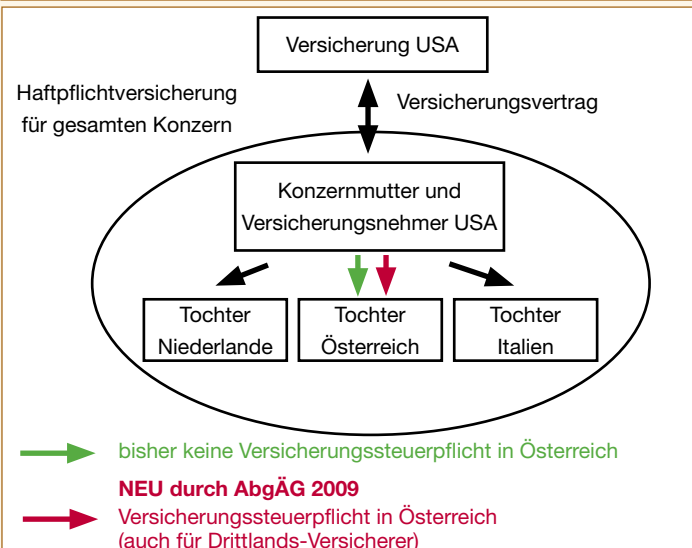 Versicherung USA
Haftpflichtversicherung
für gesamten Konzern
Versicherungsvertrag
Konzernmutter und
Versicherungsnehmer USA
Tochter
Niederlande
Tochter
Österreich
Tochter
Italien
bisher keine Versicherungssteuerpflicht in Österreich
NEU durch AbgÄG 2009
Versicherungssteuerpflicht in Österreich
(auch für Drittlands-Versicherer)